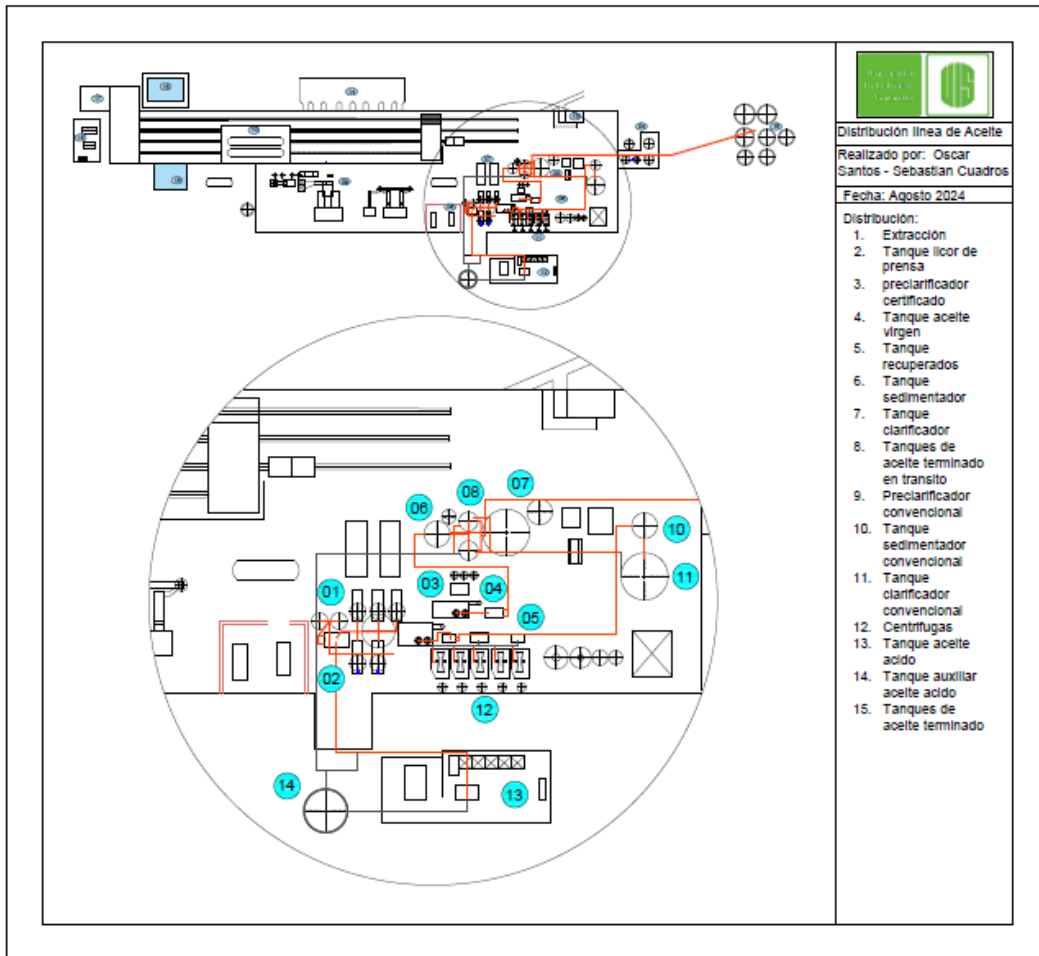 Distribución linea de Aceite
Realizado por: Oscar
Santos - Sebastian Cuadros
Fecha: Agosto 2024
Distribución:
1. Extracción
2. Tanque licor de
prensa
3. preclarificador
certificado
4. Tanque aceite
virgen
5. Tanque
recuperados
6. Tanque
sedimentador
7. Tanque
clarificador
8. Tanques de
aceite terminado
en transito
9. Preclarificador
convencional
10. Tanque
sedimentador
convencional
11. Tanque
clarificador
convencional
12. Centrifugas
13. Tanque aceite
acido
14. Tanque auxiliar
aceite acido
15. Tanques de
aceite terminado
07
08
06
10
03
04
11
01
05
02
12
14
13